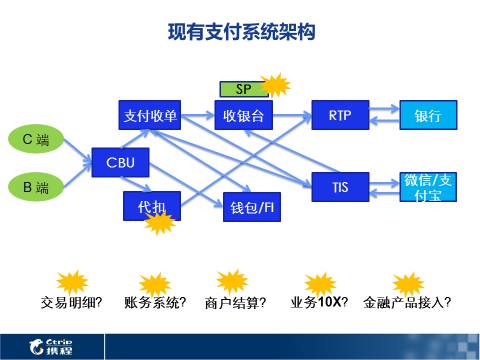 现有支付系统架构
SP
支付收单
收银台
RTP
银行
C 端
CBU
B 端
代扣
钱包/FI
TIS
微信/支
付宝
交易明细?
账务系统?
商户结算?
业务10X?
金融产品接入?
Ctrip
携程